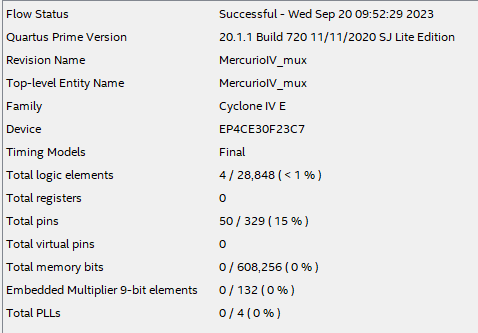 Flow Status Successful - Wed Sep 20 09:52:29 2023
Quartus Prime Version 20.1.1 Build 720 11/11/2020 SJ Lite Edition
Revision Name MercurioIV_mux
Top-level Entity Name MercurioIV_mux
Family Cyclone IV E
Device EP4CE30F23C7
Timing Models Final
Total logic elements 4 / 28,848 ( < 1 % )
Total registers 0
Total pins 50 / 329 ( 15 % )
Total virtual pins 0
Total memory bits 0 / 608,256 ( 0 % )
Embedded Multiplier 9-bit elements 0 / 132 ( 0 % )
Total PLLs 0 / 4 ( 0 % )